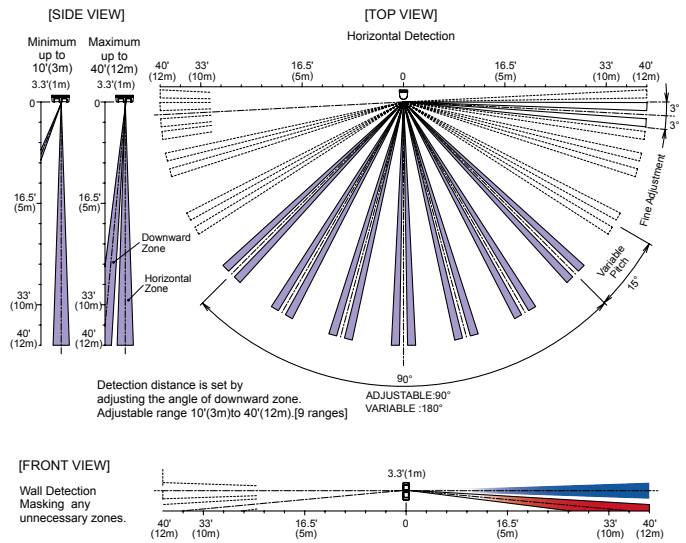 [SIDE VIEW]
[TOP VIEW]
Minimum
up to
10'(3m)
3.3'(1m)
Maximum
up to
40'(12m)
3.3'(1m)
Horizontal Detection
40'
(12m)
33'
(10m)
16.5'
(5m)
0
16.5'
(5m)
33'
(10m)
40'
(12m)
0
16.5'
(5m)
33'
(10m)
40'
(12m)
0
16.5'
(5m)
33'
(10m)
40'
(12m)
Downward
Zone
Horizontal
Zone
3°
3°
Fine Adjustment
Variable
Pitch
15°
90°
ADJUSTABLE:90°
VARIABLE :180°
Detection distance is set by
adjusting the angle of downward zone.
Adjustable range 10'(3m)to 40'(12m).[9 ranges]
[FRONT VIEW]
Wall Detection
Masking any
unnecessary zones.
3.3'(1m)
40'
(12m)
33'
(10m)
16.5'
(5m)
0
16.5'
(5m)
33'
(10m)
40'
(12m)